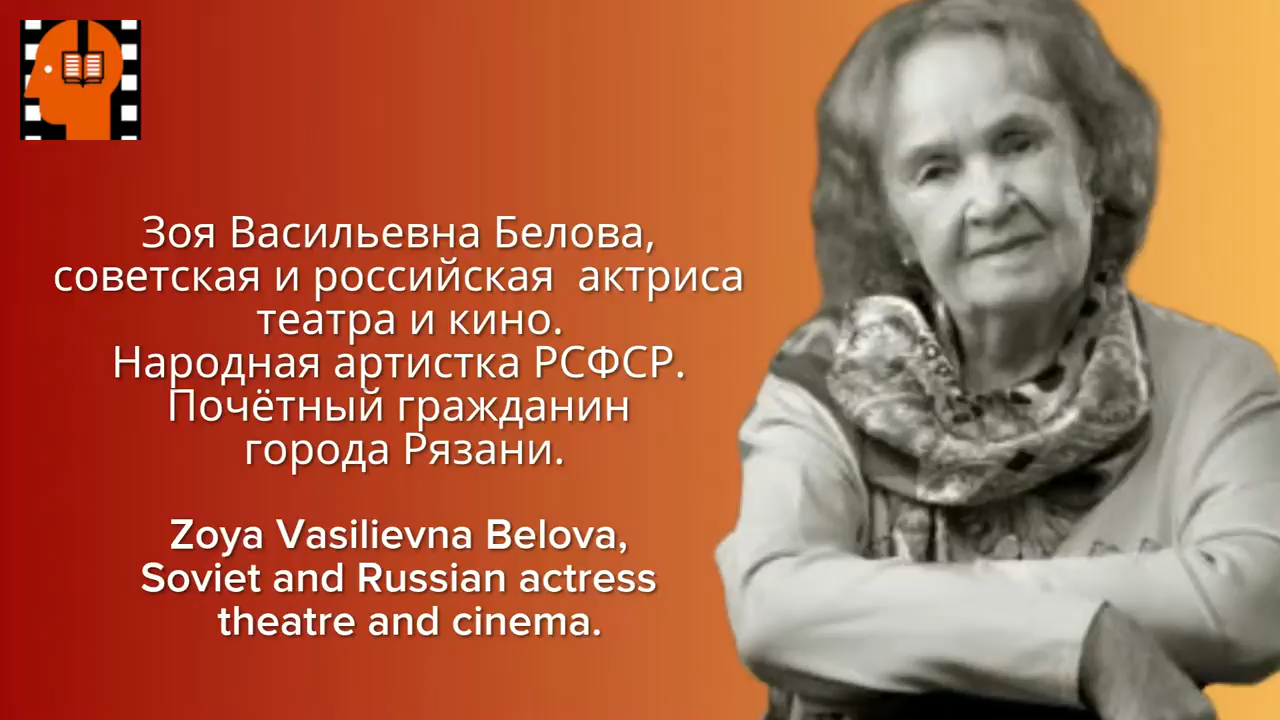 Зоя Васильевна Белова,
советская и российская актриса
театра и кино.
Народная артистка РСФСР.
Почётный гражданин
города Рязани.
Zoya Vasilievna Belova,
Soviet and Russian actress
theatre and cinema.